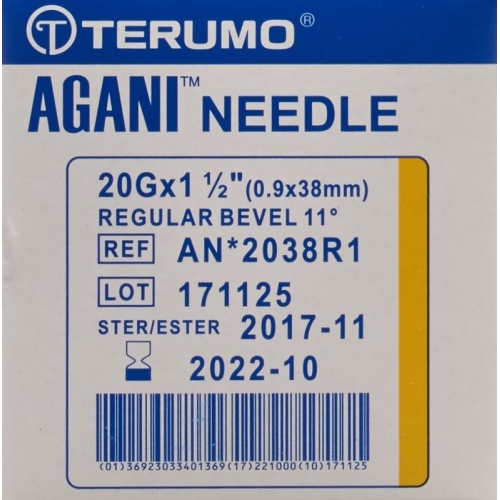 TERUMO®
AGANI™ NEEDLE
20Gx1 ½" (0.9x38mm)
REGULAR BEVEL 11°
REF AN*2038R1
LOT 171125
STER/ESTER 2017-11
2022-10
(01)36923033401369(17)221000(10)171125